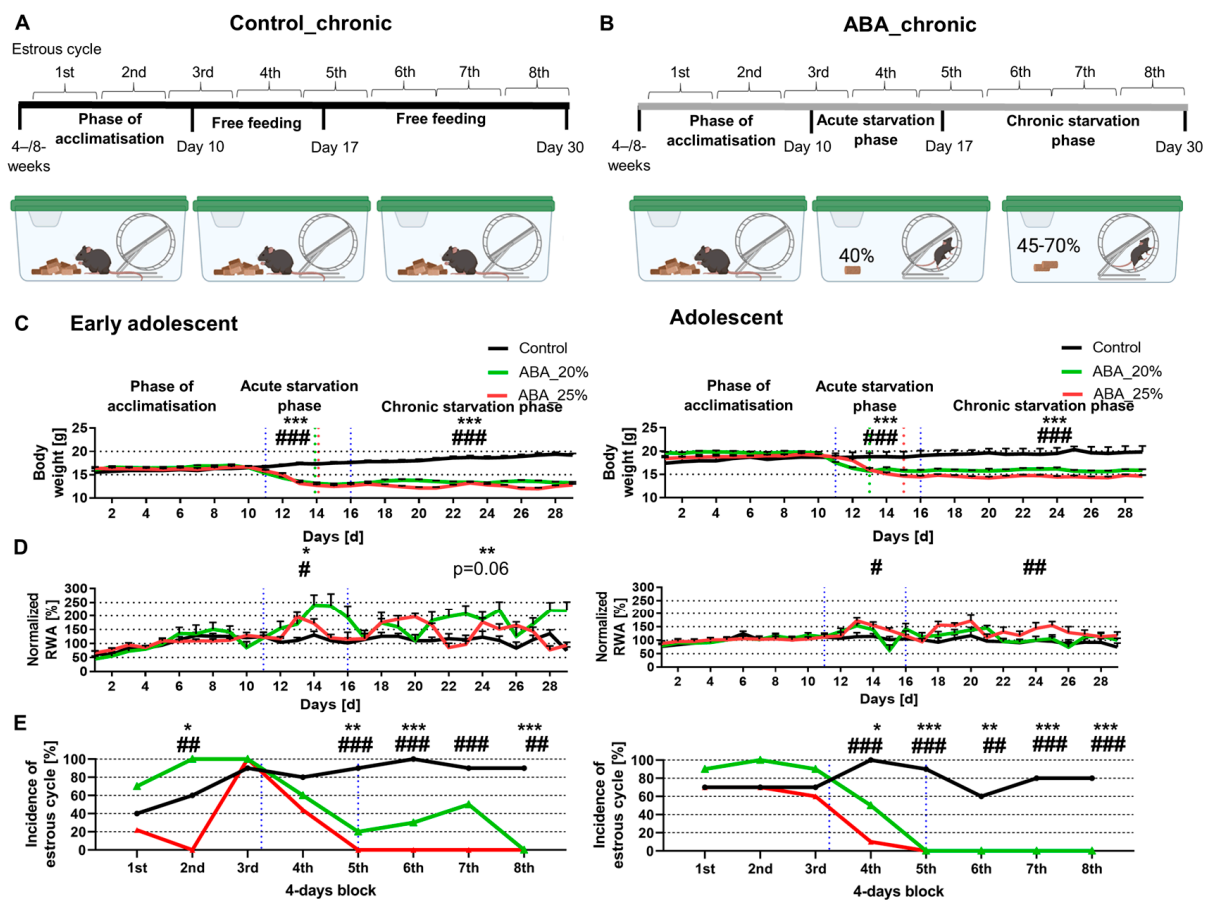 A
Control_chronic
Estrous cycle
1st 2nd 3rd 4th 5th 6th 7th 8th
Phase of acclimatisation
Free feeding
Free feeding
4–/8-weeks
Day 10
Day 17
Day 30
B
ABA_chronic
1st 2nd 3rd 4th 5th 6th 7th 8th
Phase of acclimatisation
Acute starvation phase
Chronic starvation phase
4–/8-weeks
Day 10
Day 17
Day 30
40%
45-70%
C
Early adolescent
Control
ABA_20%
ABA_25%
Phase of acclimatisation
Acute starvation phase
Chronic starvation phase
***
###
***
###
Body weight [g]
25
20
15
10
2 4 6 8 10 12 14 16 18 20 22 24 26 28
Days [d]
Adolescent
Control
ABA_20%
ABA_25%
Phase of acclimatisation
Acute starvation phase
Chronic starvation phase
***
###
***
###
Body weight [g]
25
20
15
10
2 4 6 8 10 12 14 16 18 20 22 24 26 28
Days [d]
D
*
#
**
p=0.06
Normalized RWA [%]
300
250
200
150
100
50
0
2 4 6 8 10 12 14 16 18 20 22 24 26 28
Days [d]
#
##
Normalized RWA [%]
300
250
200
150
100
50
0
2 4 6 8 10 12 14 16 18 20 22 24 26 28
Days [d]
E
* ** *** ***
## ### ### ### ##
Incidence of estrous cycle [%]
100
80
60
40
20
0
1st 2nd 3rd 4th 5th 6th 7th 8th
4-days block
* *** ** *** ***
### ### ## ### ###
Incidence of estrous cycle [%]
100
80
60
40
20
0
1st 2nd 3rd 4th 5th 6th 7th 8th
4-days block